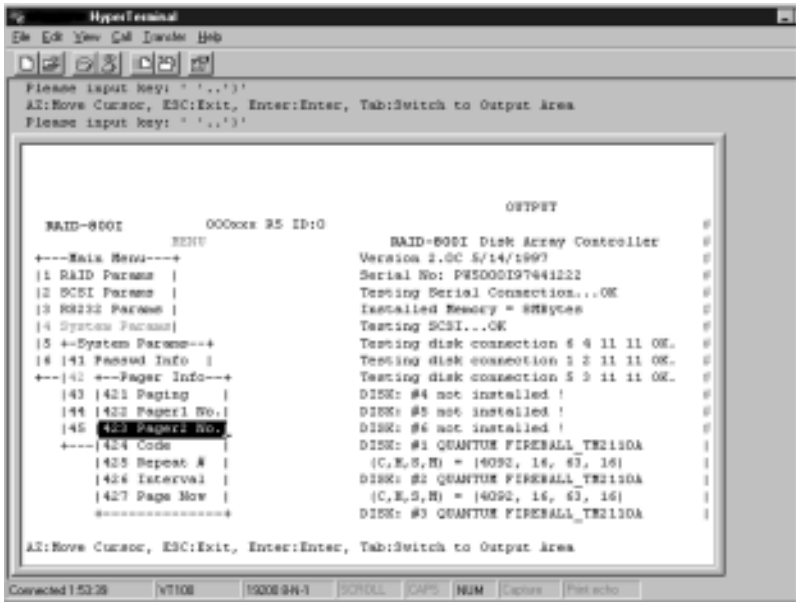 HyperTerminal
File Edit View Call Transfer Help
Please input key: ' '..')'
AZ:Move Cursor, ESC:Exit, Enter:Enter, Tab:Switch to Output Area
Please input key: ' '..')'
OUTPUT
RAID-800I 000xxx R5 ID:0
MENU RAID-800I Disk Array Controller
+---Main Menu---+ Version 2.0C 5/14/1997
|1 RAID Params | Serial No: PW5000I97441222
|2 SCSI Params | Testing Serial Connection...OK
|3 RS232 Params | Installed Memory = 8MBytes
|4 System Params| Testing SCSI...OK
|5 +-System Params--+ Testing disk connection 6 4 11 11 OK.
|6 |41 Passwd Info | Testing disk connection 1 2 11 11 OK.
+--|42 +---Pager Info--+ Testing disk connection 5 3 11 11 OK.
|43 |421 Paging | DISK: #4 not installed !
|44 |422 Pager1 No.| DISK: #5 not installed !
|45 |423 Pager2 No. DISK: #6 not installed !
+----|424 Code | DISK: #1 QUANTUM FIREBALL_TM2110A
|425 Repeat # | (C,H,S,M) = (4092, 16, 63, 16)
|426 Interval | DISK: #2 QUANTUM FIREBALL_TM2110A
|427 Page Now | (C,H,S,M) = (4092, 16, 63, 16)
+--------------+ DISK: #3 QUANTUM FIREBALL_TM2110A
AZ:Move Cursor, ESC:Exit, Enter:Enter, Tab:Switch to Output Area
Connected 1:53:39 VT100 19200 8-N-1 SCROLL CAPS NUM Capture Print echo